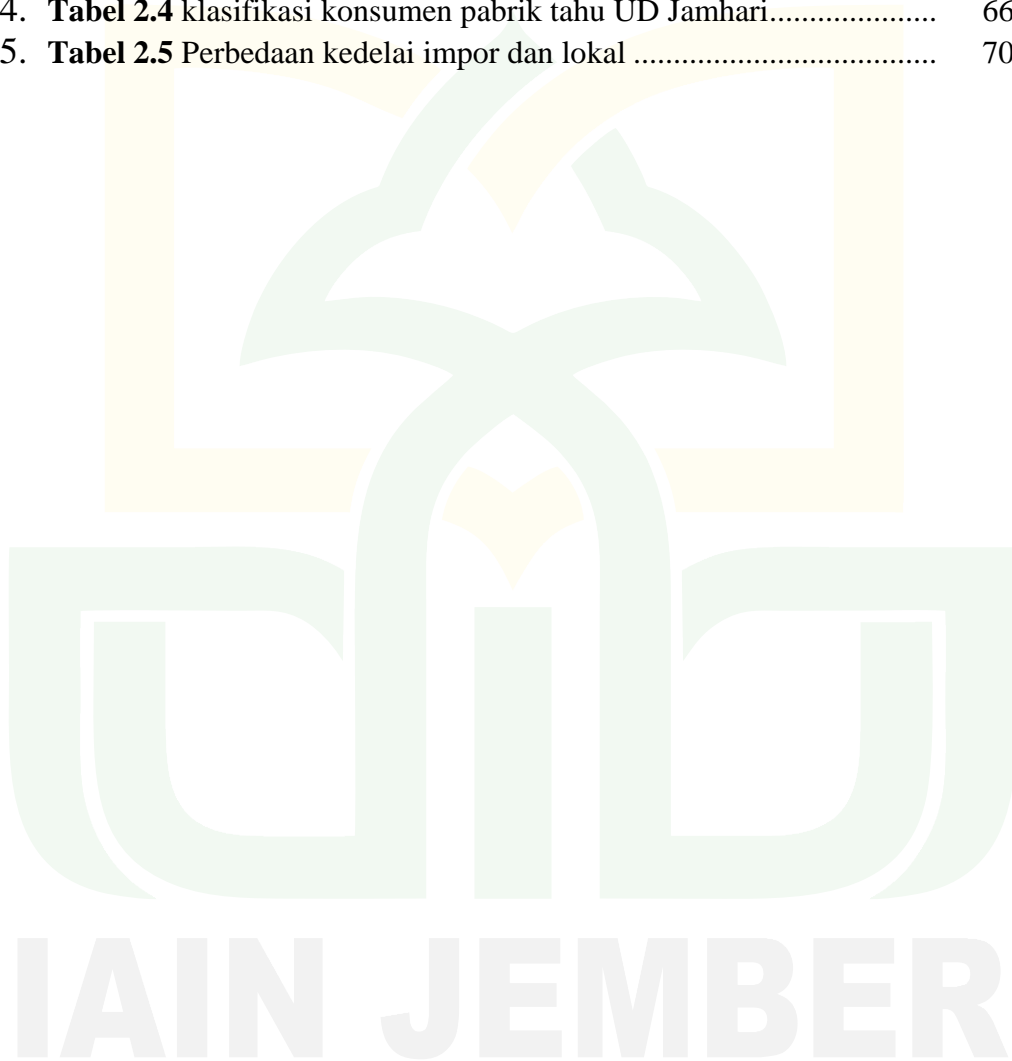 4. Tabel 2.4 klasifikasi konsumen pabrik tahu UD Jamhari..................... 66
5. Tabel 2.5 Perbedaan kedelai impor dan lokal ...................................... 70
IAIN JEMBER